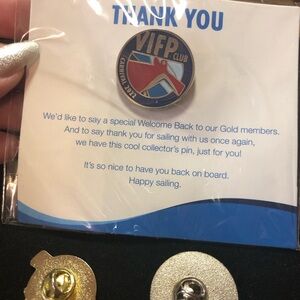 THANK YOU
VIFP
CLUB
We'd like to say a special Welcome Back to our Gold members.
And to say thank you for sailing with us once again,
we have this cool collector's pin, just for you!
It's so nice to have you back on board.
Happy sailing.